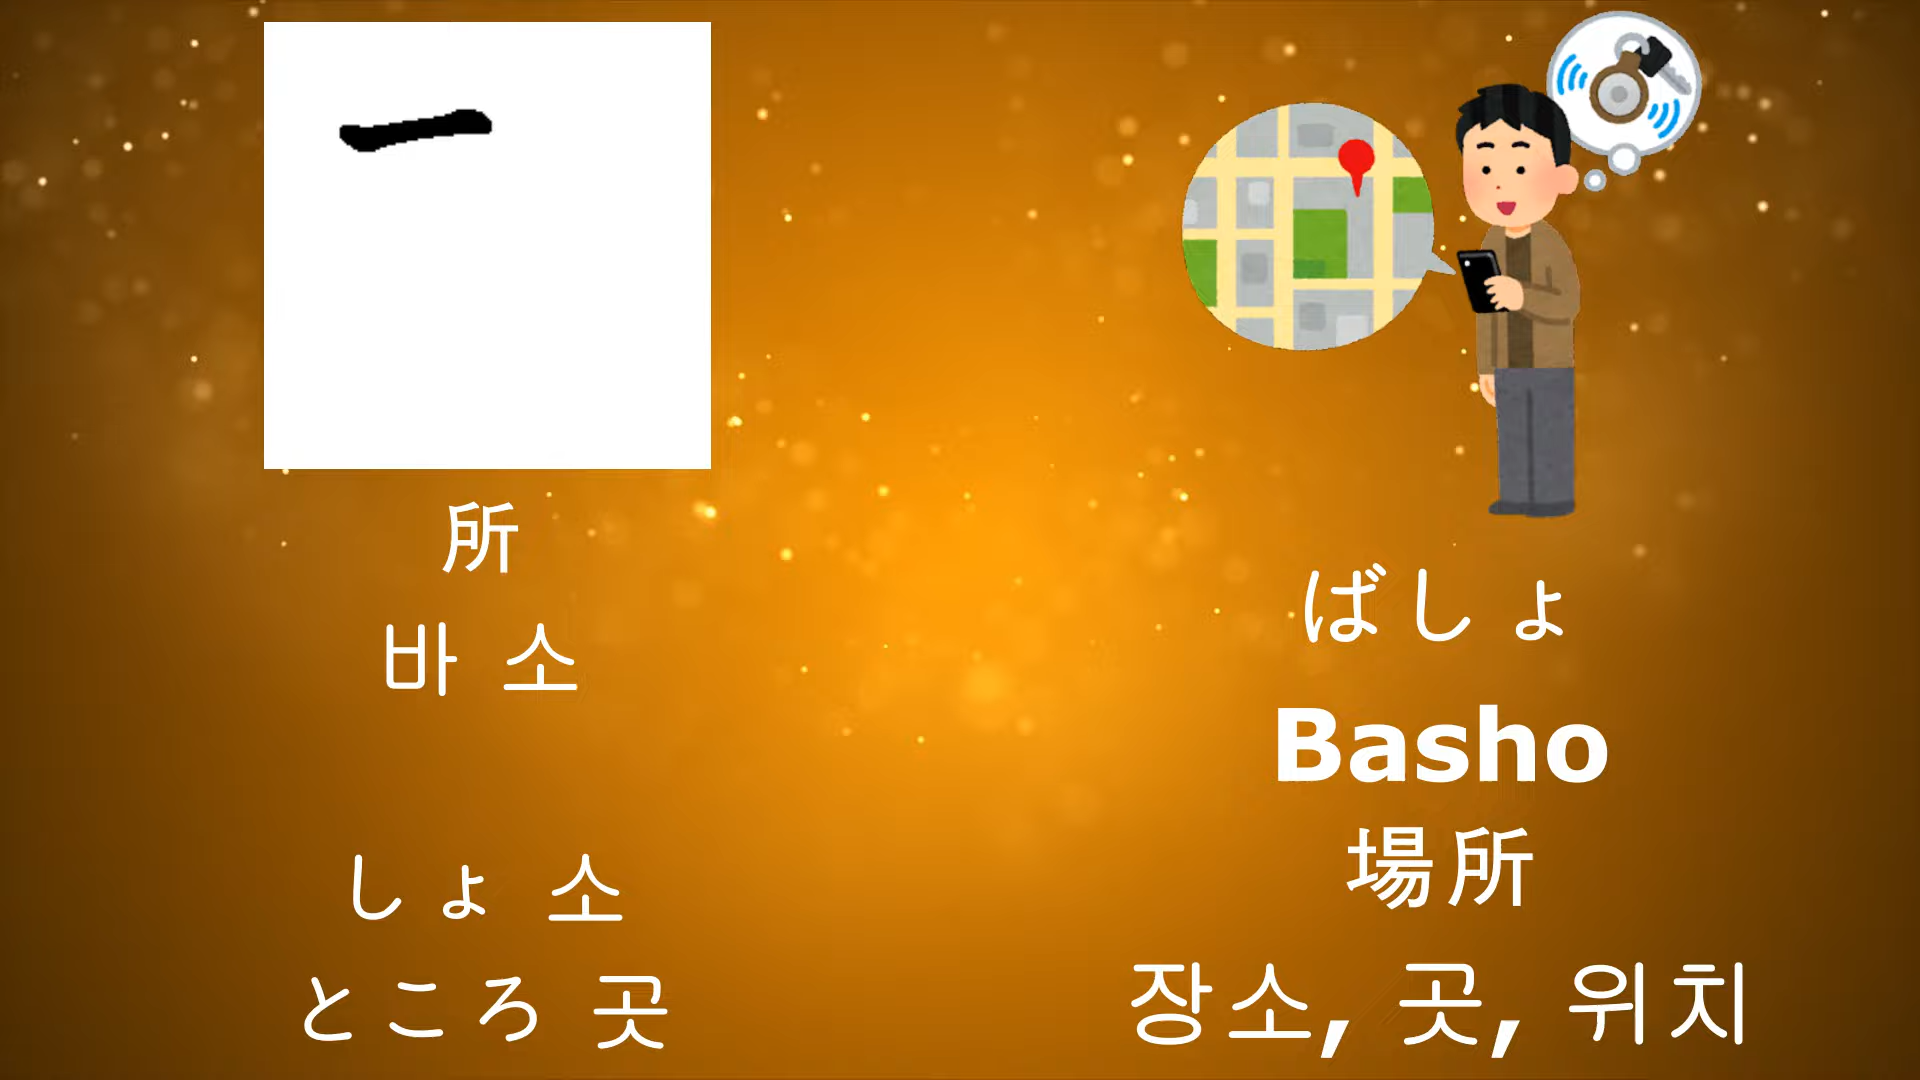 所
바 소
しょ 소
ところ 곳
ばしょ
Basho
場所
장소, 곳, 위치